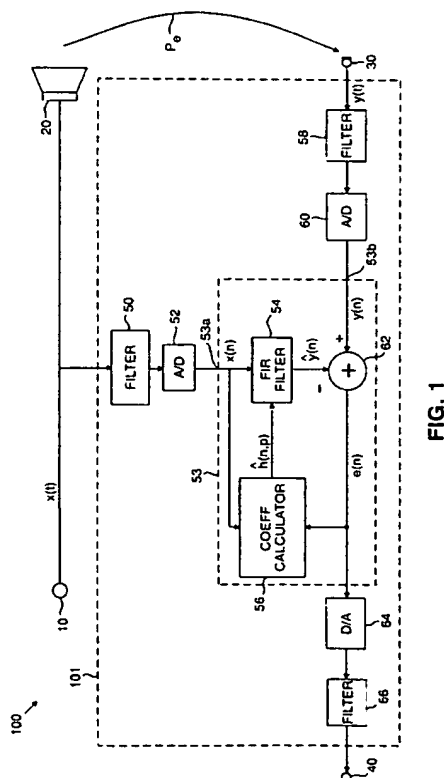 100
101
10
x(t)
20
Pe
30
y(t)
50
FILTER
52
A/D
53a
x(n)
53
54
FIR
FILTER
ĥ(n,p)
COEFF
CALCULATOR
56
ŷ(n)
-
+
+
62
58
FILTER
60
A/D
53b
y(n)
e(n)
D/A
64
FILTER
66
40
FIG. 1